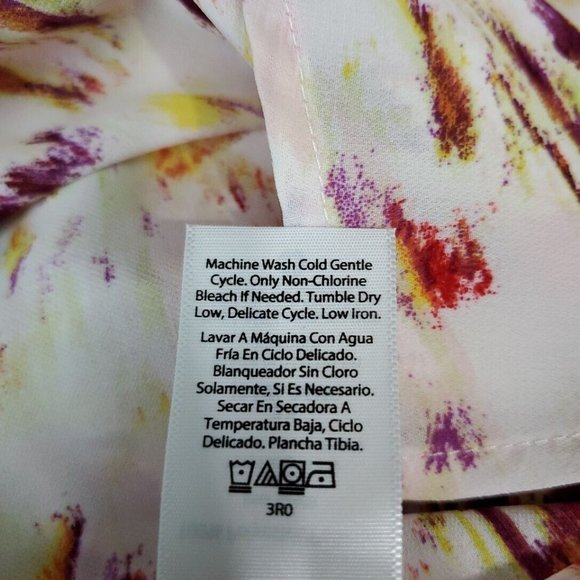 Machine Wash Cold Gentle
Cycle. Only Non-Chlorine
Bleach If Needed. Tumble Dry
Low, Delicate Cycle. Low Iron.
Lavar A Máquina Con Agua
Fría En Ciclo Delicado.
Blanqueador Sin Cloro
Solamente, Si Es Necesario.
Secar En Secadora A
Temperatura Baja, Ciclo
Delicado. Plancha Tibia.
3R0